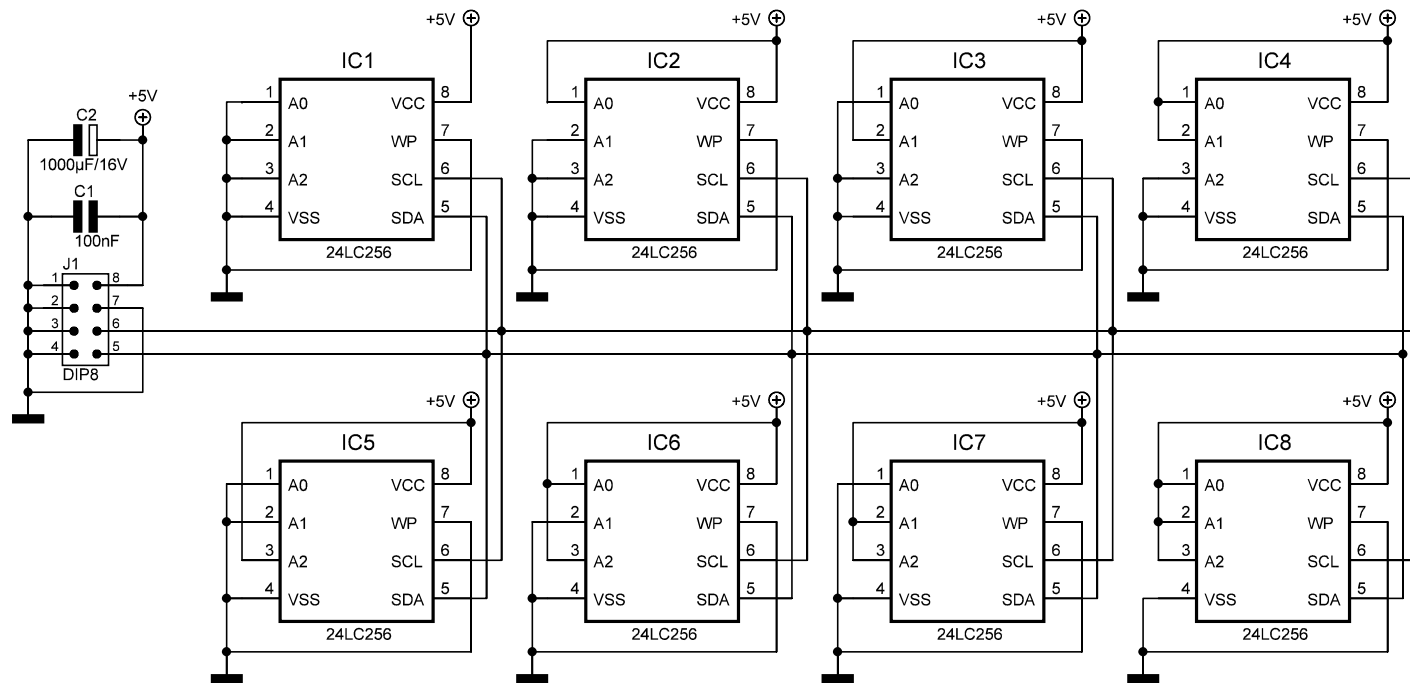 +5V +5V +5V +5V
IC1 IC2 IC3 IC4
+5V
C2
1000µF/16V
C1
100nF
J1
1 8
2 7
3 6
4 5
DIP8
1 A0 VCC 8
2 A1 WP 7
3 A2 SCL 6
4 VSS SDA 5
24LC256
1 A0 VCC 8
2 A1 WP 7
3 A2 SCL 6
4 VSS SDA 5
24LC256
1 A0 VCC 8
2 A1 WP 7
3 A2 SCL 6
4 VSS SDA 5
24LC256
1 A0 VCC 8
2 A1 WP 7
3 A2 SCL 6
4 VSS SDA 5
24LC256
+5V +5V +5V +5V
IC5 IC6 IC7 IC8
1 A0 VCC 8
2 A1 WP 7
3 A2 SCL 6
4 VSS SDA 5
24LC256
1 A0 VCC 8
2 A1 WP 7
3 A2 SCL 6
4 VSS SDA 5
24LC256
1 A0 VCC 8
2 A1 WP 7
3 A2 SCL 6
4 VSS SDA 5
24LC256
1 A0 VCC 8
2 A1 WP 7
3 A2 SCL 6
4 VSS SDA 5
24LC256